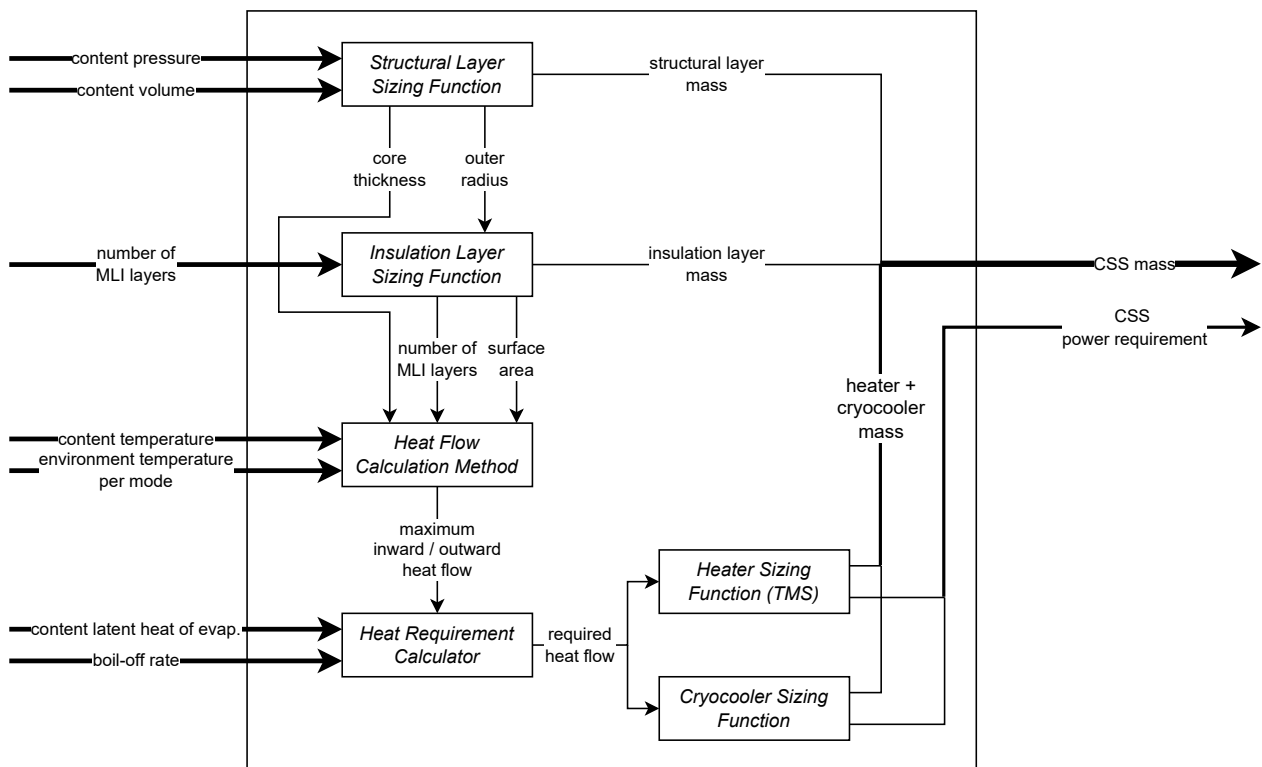 content pressure
content volume
Structural Layer
Sizing Function
structural layer
mass
core
thickness
outer
radius
number of
MLI layers
Insulation Layer
Sizing Function
insulation layer
mass
CSS mass
CSS
power requirement
number of
MLI layers
surface
area
heater +
cryocooler
mass
content temperature
environment temperature
per mode
Heat Flow
Calculation Method
maximum
inward / outward
heat flow
Heater Sizing
Function (TMS)
content latent heat of evap.
boil-off rate
Heat Requirement
Calculator
required
heat flow
Cryocooler Sizing
Function